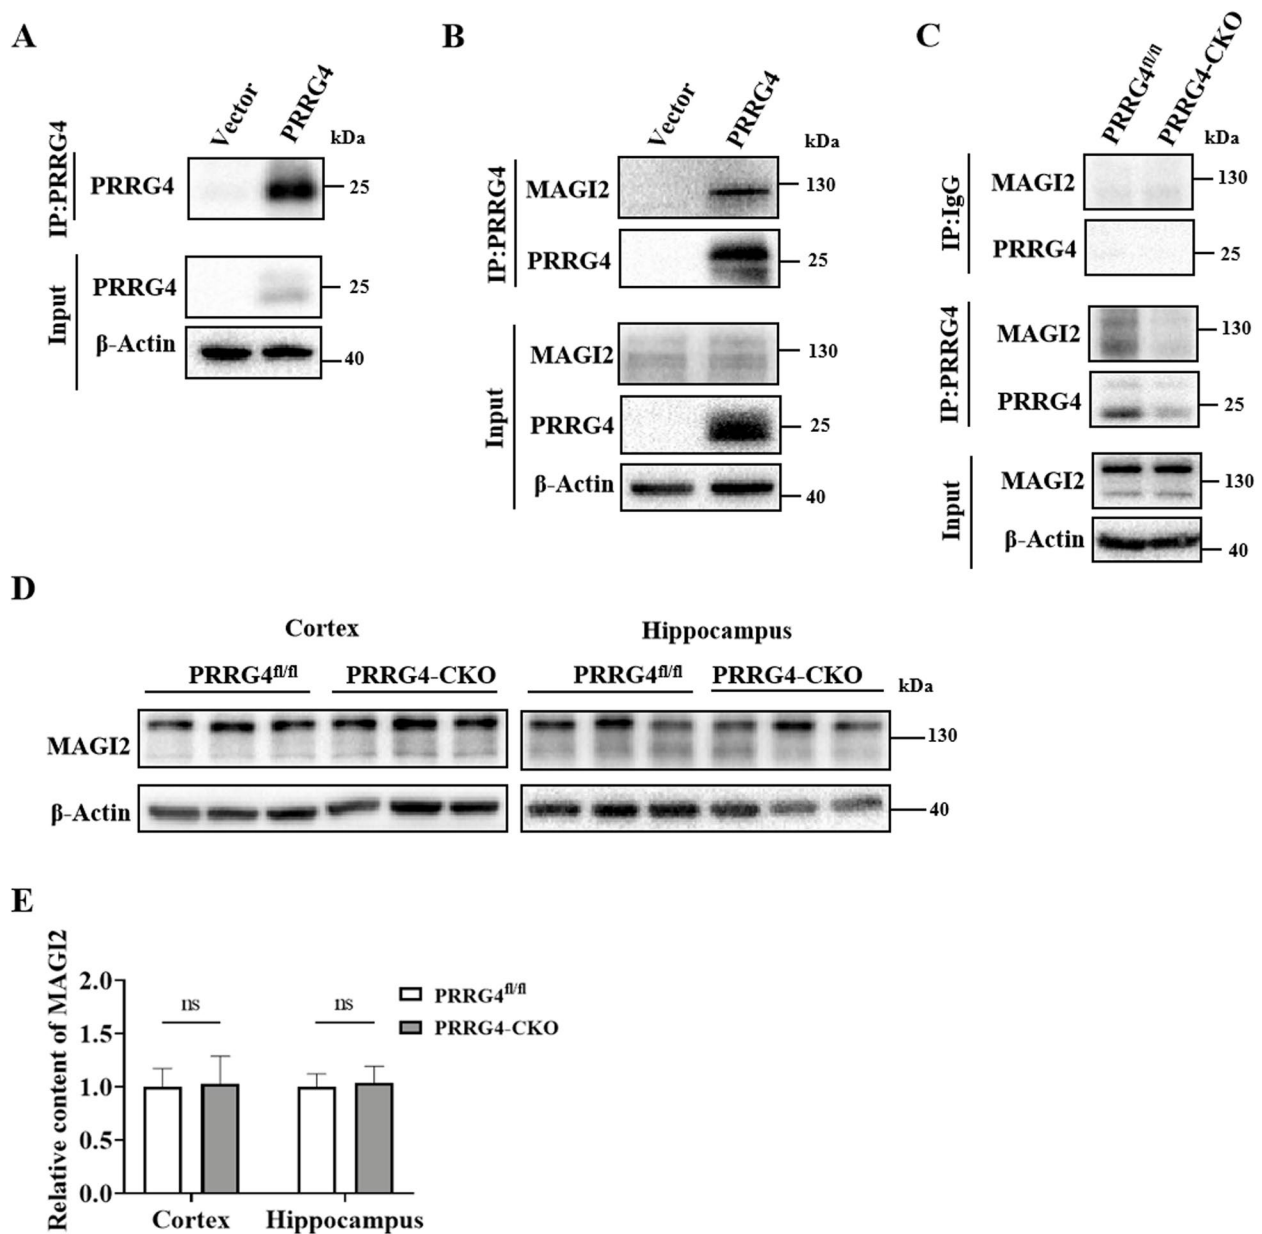 A
Vector
PRRG4
kDa
IP:PRRG4
PRRG4
25
Input
PRRG4
25
β-Actin
40
B
Vector
PRRG4
kDa
IP:PRRG4
MAGI2
130
PRRG4
25
Input
MAGI2
130
PRRG4
25
β-Actin
40
C
PRRG4fl/fl
PRRG4-CKO
kDa
IP:IgG
MAGI2
130
PRRG4
25
IP:PRRG4
MAGI2
130
PRRG4
25
Input
MAGI2
130
β-Actin
40
D
Cortex
Hippocampus
PRRG4fl/fl
PRRG4-CKO
PRRG4fl/fl
PRRG4-CKO
kDa
MAGI2
130
β-Actin
40
E
Relative content of MAGI2
2.0
1.5
1.0
0.5
0.0
ns
ns
PRRG4fl/fl
PRRG4-CKO
Cortex
Hippocampus